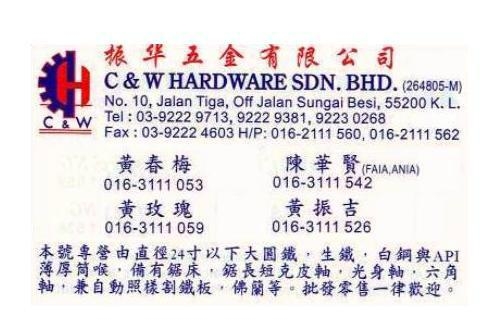 振华五金有限公司
C & W HARDWARE SDN. BHD. (264805-M)
No. 10, Jalan Tiga, Off Jalan Sungai Besi, 55200 K. L.
C & W
Tel : 03-9222 9713, 9222 9381, 9223 0268
Fax : 03-9222 4603 H/P: 016-2111 560, 016-2111 562
黃春梅
016-3111 053
陳華賢(FAIA,ANIA)
016-3111 542
黃玫瑰
016-3111 059
黃振吉
016-3111 526
本號專營由直徑24寸以下大圓鐵，生鐵，白鋼與API
薄厚筒喉，備有鋸床，鋸長短克皮軸，光身軸，六角
軸，兼自動照樣割鐵板，佛蘭等。批發零售一律歡迎。